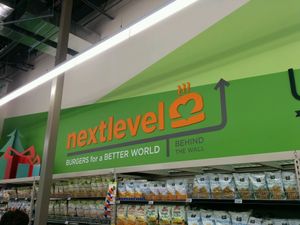 nextlevel
BURGERS for a BETTER WORLD
BEHIND
THE WALL